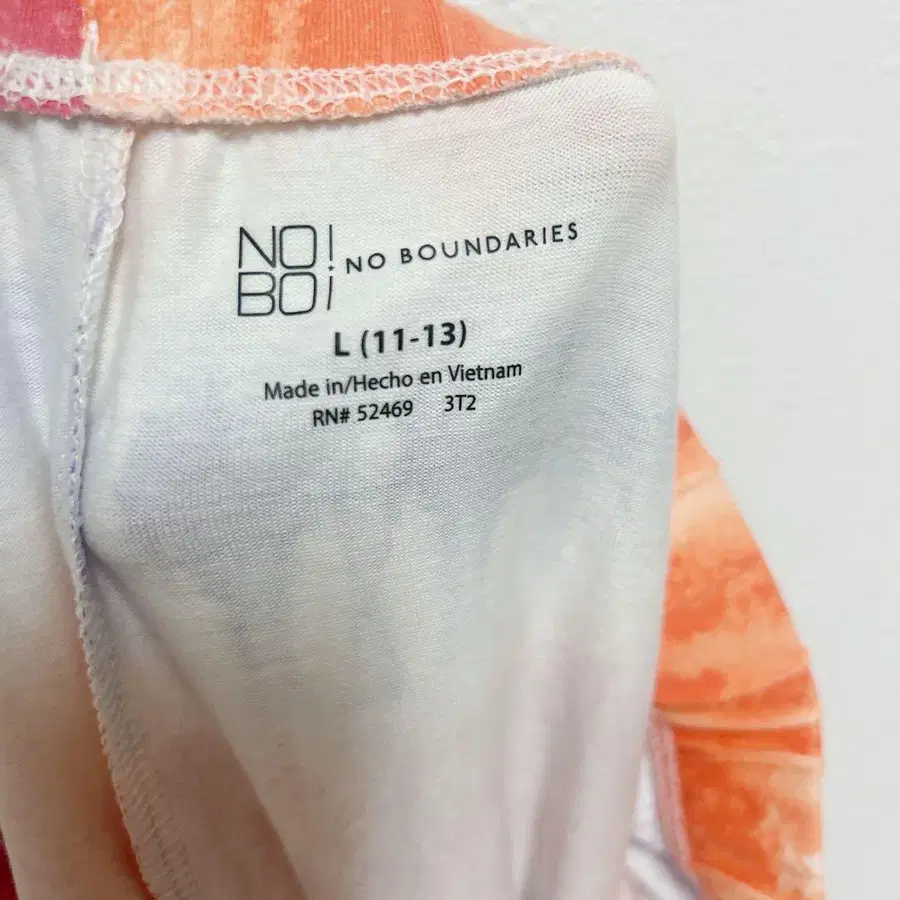 NO!
BO¡
NO BOUNDARIES
L (11-13)
Made in/Hecho en Vietnam
RN# 52469 3T2